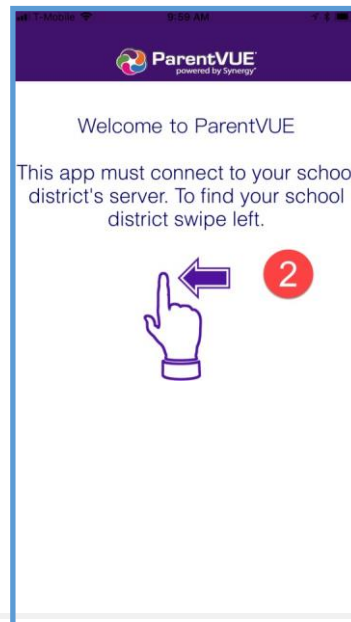 T-Mobile 9:59 AM
ParentVUE
powered by Synergy
Welcome to ParentVUE
This app must connect to your schoo
district's server. To find your school
district swipe left.
2